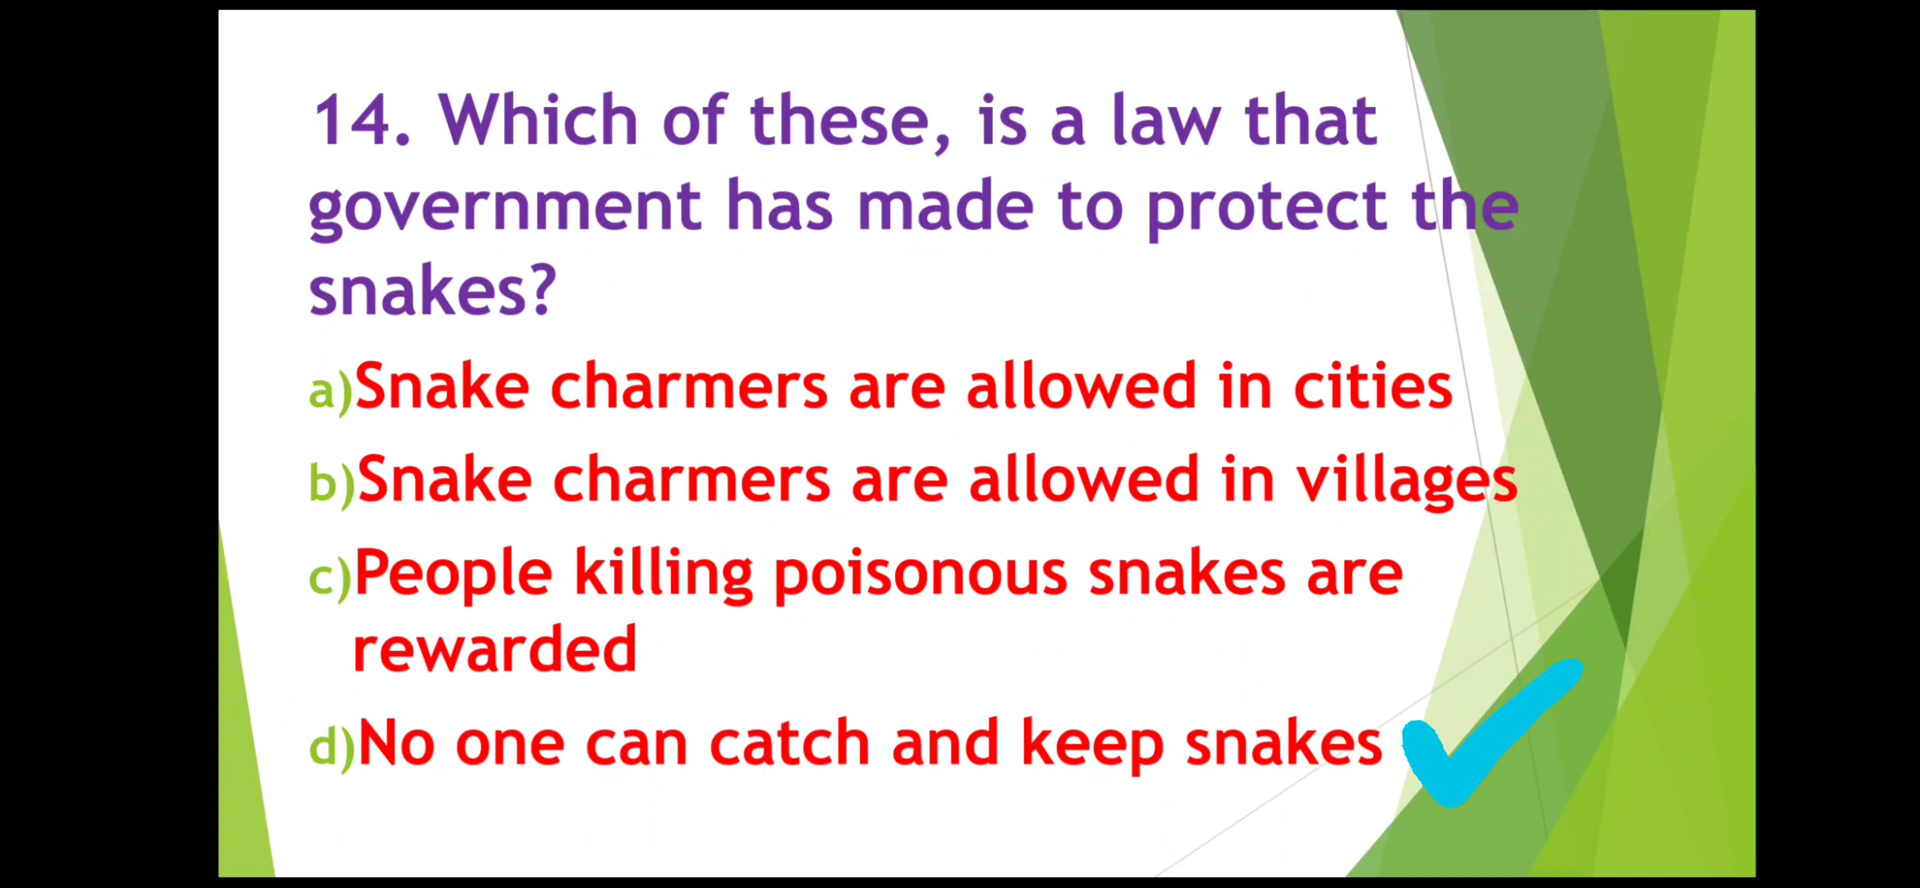 14. Which of these, is a law that
government has made to protect the
snakes?
a)Snake charmers are allowed in cities
b)Snake charmers are allowed in villages
c)People killing poisonous snakes are
rewarded
d)No one can catch and keep snakes